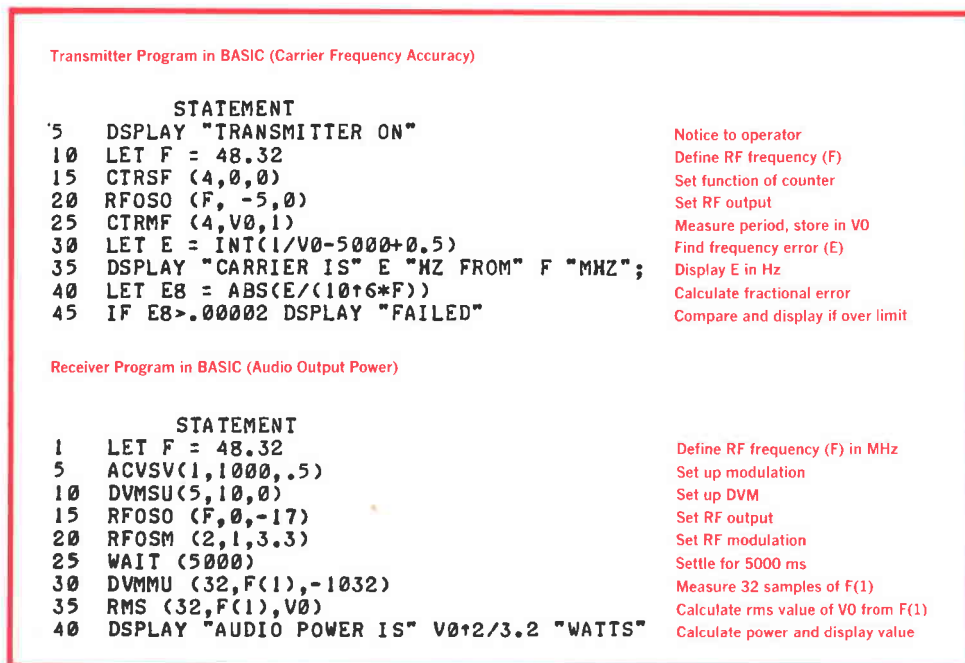 Transmitter Program in BASIC (Carrier Frequency Accuracy)
STATEMENT
5 DSPLAY "TRANSMITTER ON" Notice to operator
10 LET F = 48.32 Define RF frequency (F)
15 CTRSF (4,0,0) Set function of counter
20 RFOSO (F, -5,0) Set RF output
25 CTRMF (4,V0,1) Measure period, store in V0
30 LET E = INT(1/V0-5000+0.5) Find frequency error (E)
35 DSPLAY "CARRIER IS" E "HZ FROM" F "MHZ"; Display E in Hz
40 LET E8 = ABS(E/(10↑6*F)) Calculate fractional error
45 IF E8>.00002 DSPLAY "FAILED" Compare and display if over limit
Receiver Program in BASIC (Audio Output Power)
STATEMENT
1 LET F = 48.32 Define RF frequency (F) in MHz
5 ACVSV(1,1000,.5) Set up modulation
10 DVMSU(5,10,0) Set up DVM
15 RFOSO (F,0,-17) Set RF output
20 RFOSM (2,1,3.3) Set RF modulation
25 WAIT (5000) Settle for 5000 ms
30 DVMMU (32,F(1),-1032) Measure 32 samples of F(1)
35 RMS (32,F(1),V0) Calculate rms value of V0 from F(1)
40 DSPLAY "AUDIO POWER IS" V0↑2/3.2 "WATTS" Calculate power and display value